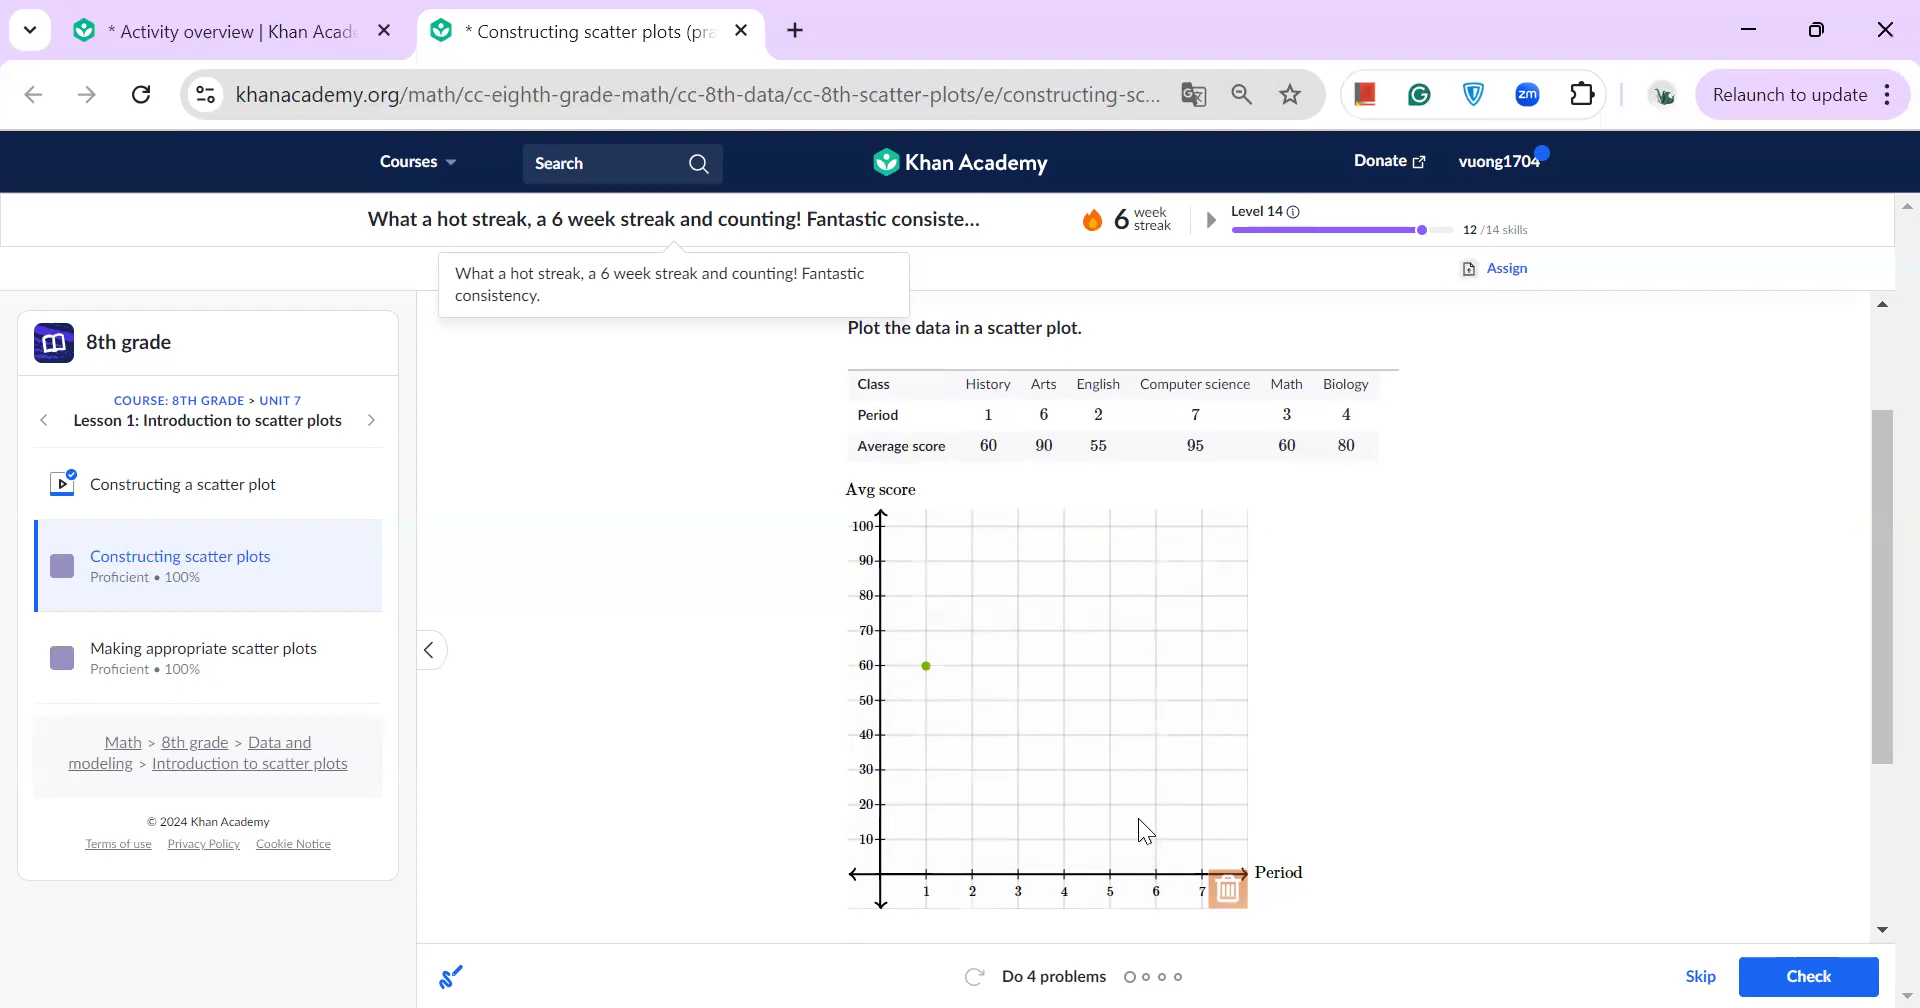 * Activity overview | Khan Acade
* Constructing scatter plots (pra
khanacademy.org/math/cc-eighth-grade-math/cc-8th-data/cc-8th-scatter-plots/e/constructing-sc...
zm
Relaunch to update
Courses
Search
Khan Academy
Donate
vuong1704
What a hot streak, a 6 week streak and counting! Fantastic consiste...
6 week streak
Level 14
12 /14 skills
What a hot streak, a 6 week streak and counting! Fantastic
consistency.
Assign
8th grade
COURSE: 8TH GRADE > UNIT 7
Lesson 1: Introduction to scatter plots
Constructing a scatter plot
Constructing scatter plots
Proficient • 100%
Making appropriate scatter plots
Proficient • 100%
Math > 8th grade > Data and
modeling > Introduction to scatter plots
© 2024 Khan Academy
Terms of use Privacy Policy Cookie Notice
Plot the data in a scatter plot.
Class History Arts English Computer science Math Biology
Period 1 6 2 7 3 4
Average score 60 90 55 95 60 80
Avg score
100
90
80
70
60
50
40
30
20
10
1 2 3 4 5 6 7
Period
Do 4 problems
Skip
Check